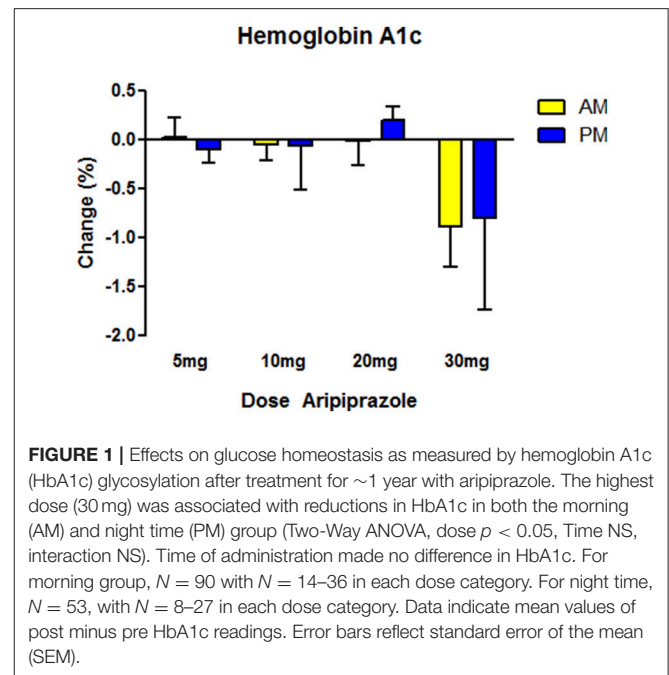 Hemoglobin A1c
0.5
0.0
-0.5
-1.0
-1.5
-2.0
Change (%)
AM
PM
5mg 10mg 20mg 30mg
Dose Aripiprazole
FIGURE 1 | Effects on glucose homeostasis as measured by hemoglobin A1c
(HbA1c) glycosylation after treatment for ∼1 year with aripiprazole. The highest
dose (30 mg) was associated with reductions in HbA1c in both the morning
(AM) and night time (PM) group (Two-Way ANOVA, dose p < 0.05, Time NS,
interaction NS). Time of administration made no difference in HbA1c. For
morning group, N = 90 with N = 14–36 in each dose category. For night time,
N = 53, with N = 8–27 in each dose category. Data indicate mean values of
post minus pre HbA1c readings. Error bars reflect standard error of the mean
(SEM).